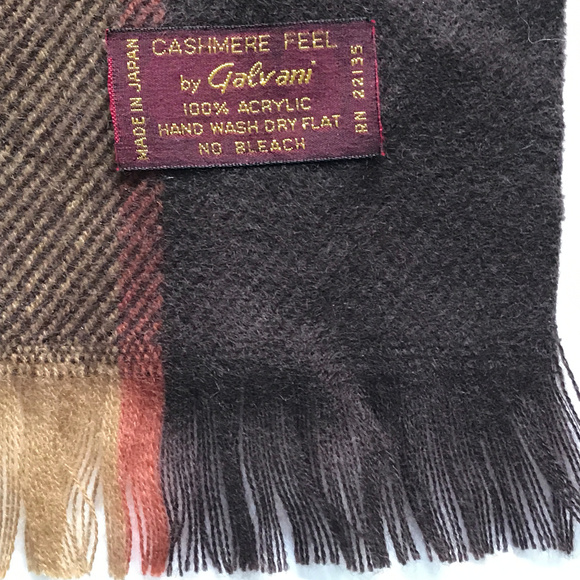 CASHMERE FEEL
by Galvani
100% ACRYLIC
HAND WASH DRY FLAT
NO BLEACH
MADE IN JAPAN
RN 22135